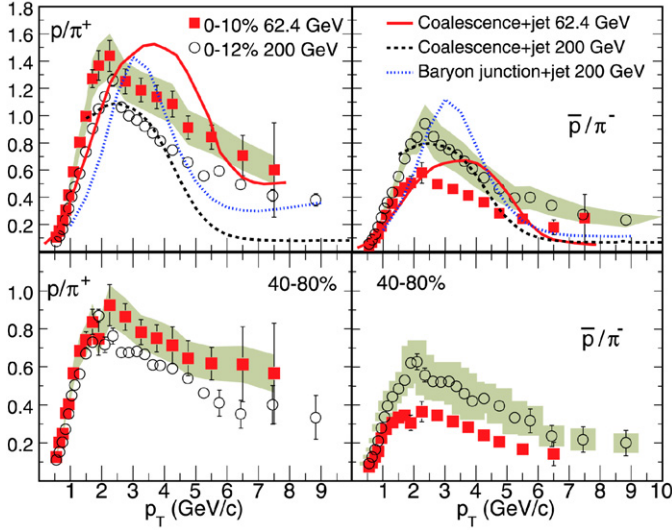 p/π⁺
0-10% 62.4 GeV
0-12% 200 GeV
Coalescence+jet 62.4 GeV
Coalescence+jet 200 GeV
Baryon junction+jet 200 GeV
p̅/π⁻
1.8
1.6
1.4
1.2
1.0
0.8
0.6
0.4
0.2
p/π⁺
40-80%
40-80%
p̅/π⁻
1.0
0.8
0.6
0.4
0.2
1 2 3 4 5 6 7 8 9
1 2 3 4 5 6 7 8 9 10
p_T (GeV/c)
p_T (GeV/c)